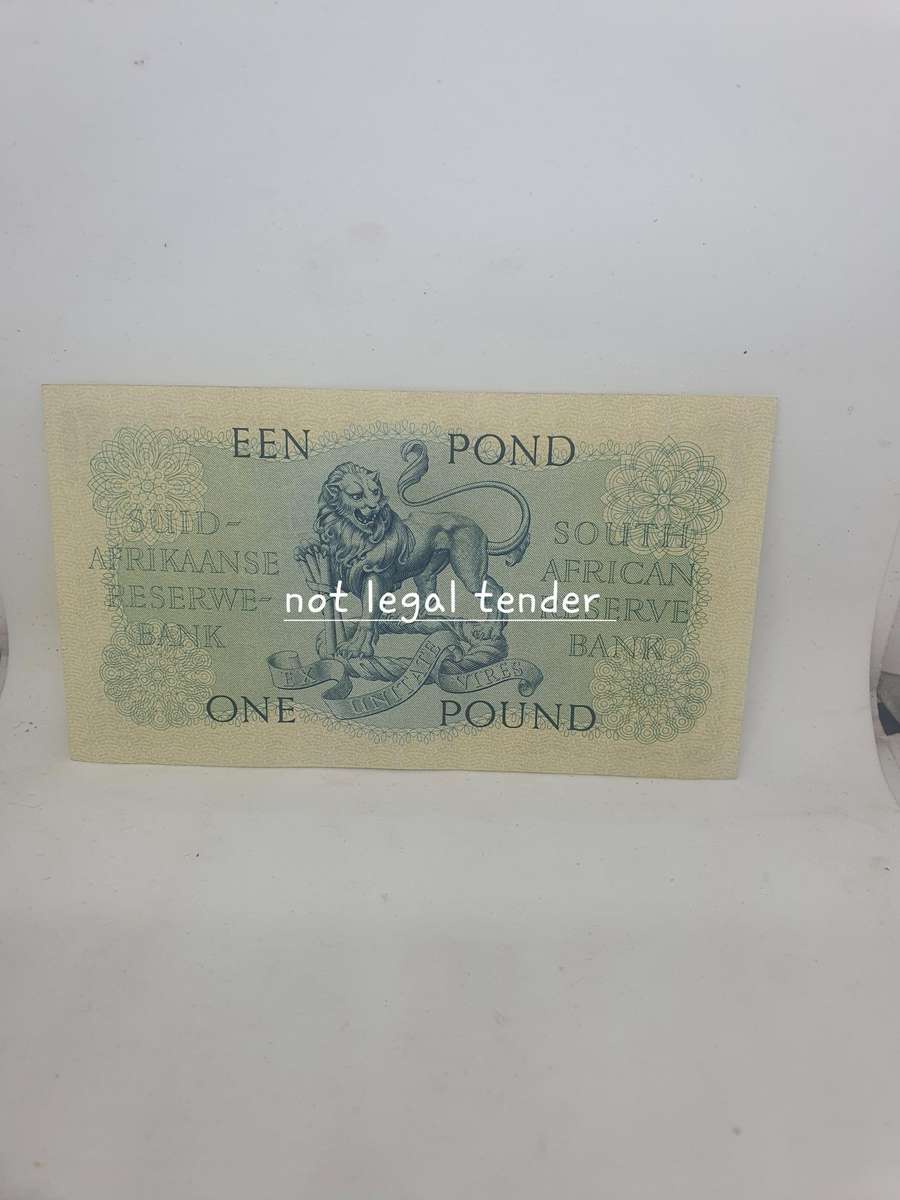 EEN POND
SUID-
AFRIKAANSE
RESERWE-
BANK
SOUTH
AFRICAN
RESERVE
BANK
not legal tender
EX UNITATE VIRES
ONE POUND